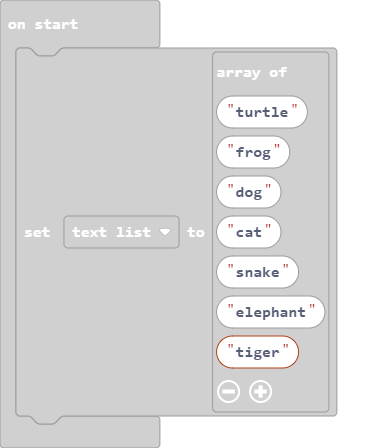 on start
array of
"turtle"
"frog"
"dog"
set text list to "cat"
"snake"
"elephant"
"tiger"